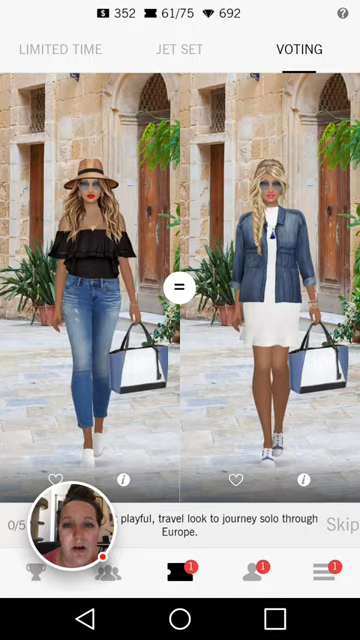 352 61/75 692
LIMITED TIME JET SET VOTING
0/5 playful, travel look to journey solo through Skip
Europe.
1 1 1